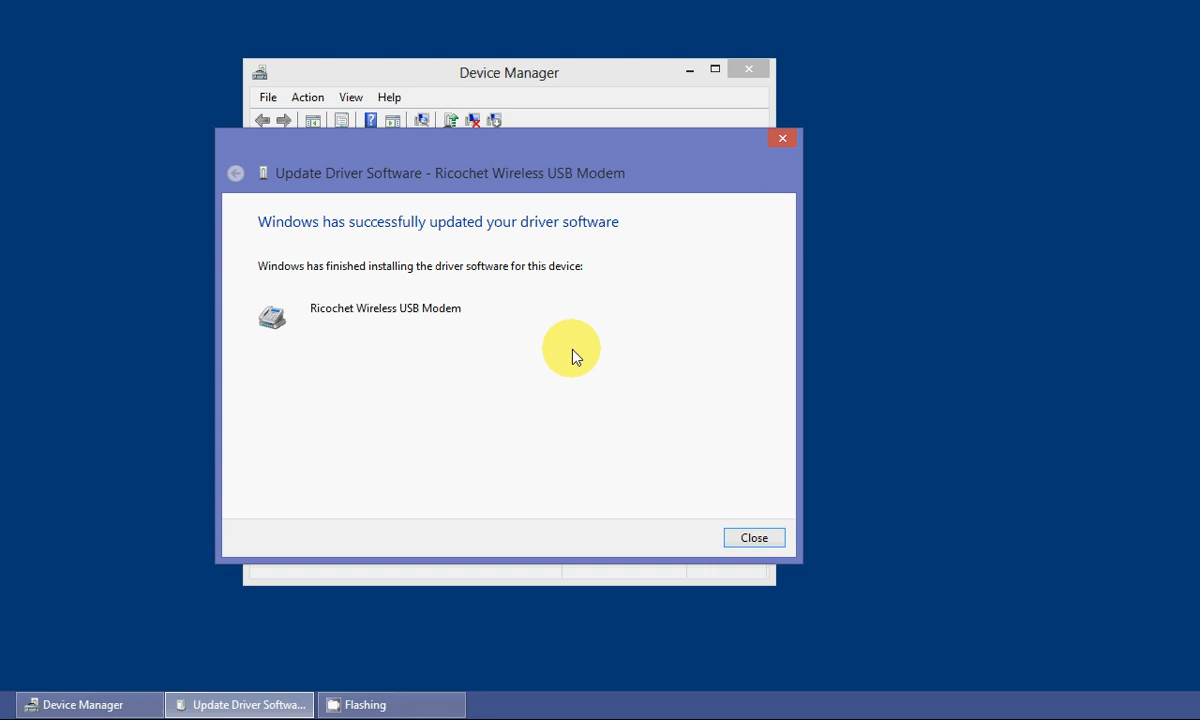 Device Manager
File Action View Help
Update Driver Software - Ricochet Wireless USB Modem
Windows has successfully updated your driver software
Windows has finished installing the driver software for this device:
Ricochet Wireless USB Modem
Close
Device Manager Update Driver Softwa... Flashing